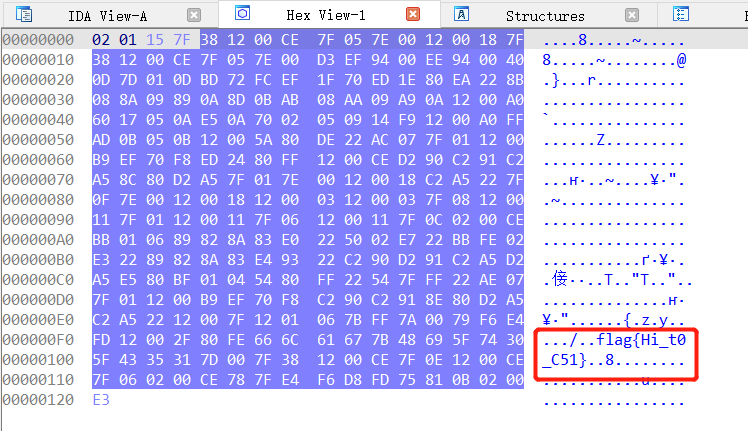 IDA View-A Hex View-1 Structures
00000000 02 01 15 7F 38 12 00 CE 7F 05 7E 00 12 00 18 7F ....8.....~.....
00000010 38 12 00 CE 7F 05 7E 00 D3 EF 94 00 EE 94 00 40 8.....~........@
00000020 0D 7D 01 0D BD 72 FC EF 1F 70 ED 1E 80 EA 22 8B .}...r..........
00000030 08 8A 09 89 0A 8D 0B AB 08 AA 09 A9 0A 12 00 A0 ................
00000040 60 17 05 0A E5 0A 70 02 05 09 14 F9 12 00 A0 FF `...............
00000050 AD 0B 05 0B 12 00 5A 80 DE 22 AC 07 7F 01 12 00 ......Z.........
00000060 B9 EF 70 F8 ED 24 80 FF 12 00 CE D2 90 C2 91 C2 ................
00000070 A5 8C 80 D2 A5 7F 01 7E 00 12 00 18 C2 A5 22 7F ...ҥ·..~....¥·".
00000080 0F 7E 00 12 00 18 12 00 03 12 00 03 7F 08 12 00 .~..............
00000090 11 7F 01 12 00 11 7F 06 12 00 11 7F 0C 02 00 CE ................
000000A0 BB 01 06 89 82 8A 83 E0 22 50 02 E7 22 BB FE 02 ................
000000B0 E3 22 89 82 8A 83 E4 93 22 C2 90 D2 91 C2 A5 D2 ............ґ·¥·.
000000C0 A5 E5 80 BF 01 04 54 80 FF 22 54 7F FF 22 AE 07 T.."T.."..
000000D0 7F 01 12 00 B9 EF 70 F8 C2 90 C2 91 8E 80 D2 A5 ..............ҥ·
000000E0 C2 A5 22 12 00 7F 12 01 06 7B FF 7A 00 79 F6 E4 ¥·"......{.z.y..
000000F0 FD 12 00 2F 80 FE 66 6C 61 67 7B 48 69 5F 74 30 .../..flag{Hi_t0
00000100 5F 43 35 31 7D 00 7F 38 12 00 CE 7F 0E 12 00 CE _C51}..8........
00000110 7F 06 02 00 CE 78 7F E4 F6 D8 FD 75 81 0B 02 00 ...........u....
00000120 E3 ................